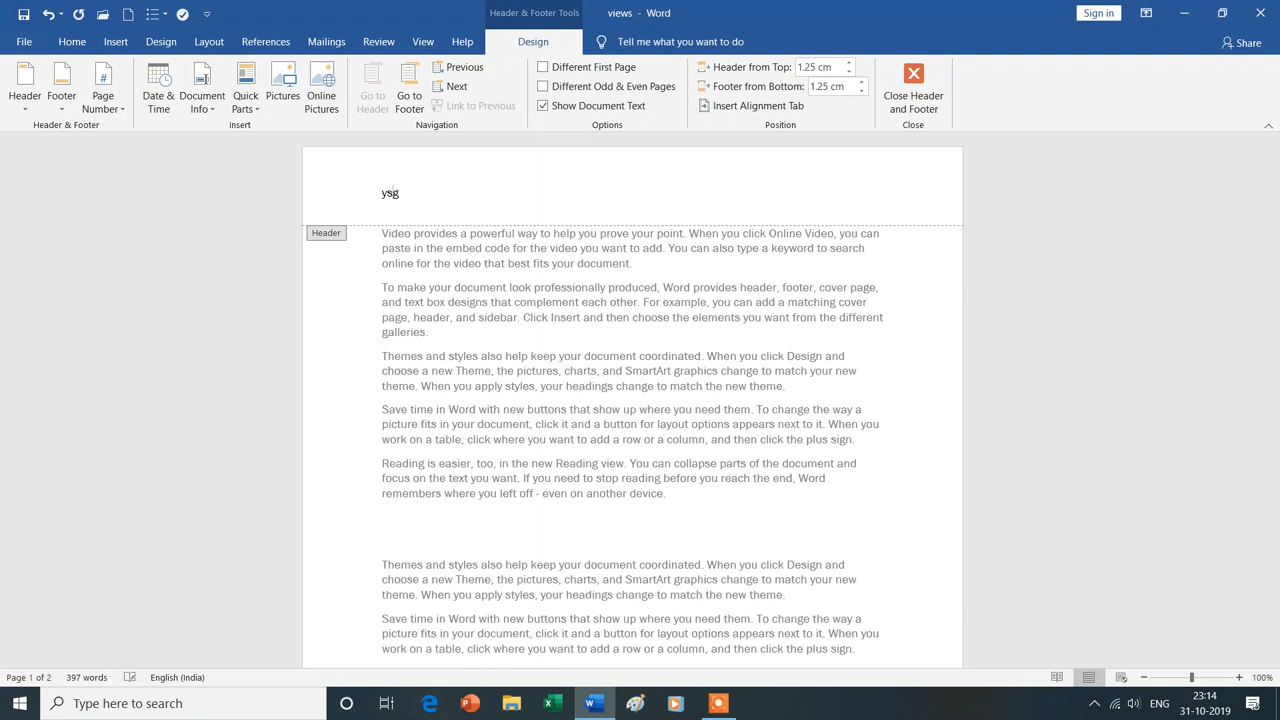 Header & Footer Tools
views - Word
Sign in
File Home Insert Design Layout References Mailings Review View Help Design Tell me what you want to do Share
Header
Footer
Page Number
Header & Footer
Date & Time
Document Info
Quick Parts
Pictures
Online Pictures
Insert
Go to Header
Go to Footer
Previous
Next
Link to Previous
Navigation
Different First Page
Different Odd & Even Pages
Show Document Text
Options
Header from Top: 1.25 cm
Footer from Bottom: 1.25 cm
Insert Alignment Tab
Position
Close Header and Footer
Close
ysg
Header
Video provides a powerful way to help you prove your point. When you click Online Video, you can
paste in the embed code for the video you want to add. You can also type a keyword to search
online for the video that best fits your document.
To make your document look professionally produced, Word provides header, footer, cover page,
and text box designs that complement each other. For example, you can add a matching cover
page, header, and sidebar. Click Insert and then choose the elements you want from the different
galleries.
Themes and styles also help keep your document coordinated. When you click Design and
choose a new Theme, the pictures, charts, and SmartArt graphics change to match your new
theme. When you apply styles, your headings change to match the new theme.
Save time in Word with new buttons that show up where you need them. To change the way a
picture fits in your document, click it and a button for layout options appears next to it. When you
work on a table, click where you want to add a row or a column, and then click the plus sign.
Reading is easier, too, in the new Reading view. You can collapse parts of the document and
focus on the text you want. If you need to stop reading before you reach the end, Word
remembers where you left off - even on another device.
Themes and styles also help keep your document coordinated. When you click Design and
choose a new Theme, the pictures, charts, and SmartArt graphics change to match your new
theme. When you apply styles, your headings change to match the new theme.
Save time in Word with new buttons that show up where you need them. To change the way a
picture fits in your document, click it and a button for layout options appears next to it. When you
work on a table, click where you want to add a row or a column, and then click the plus sign.
Page 1 of 2 397 words English (India) 100%
Type here to search
ENG
23:14
31-10-2019